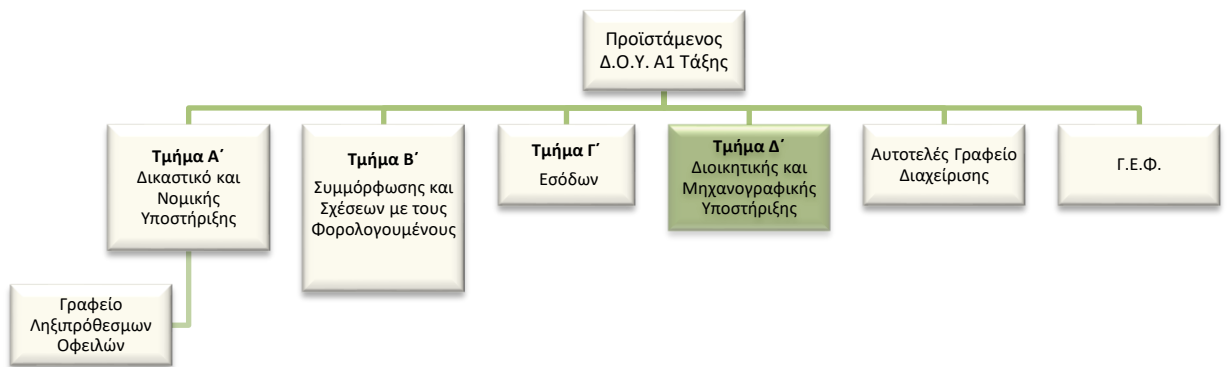 Προϊστάμενος
Δ.Ο.Υ. Α1 Τάξης
Τμήμα Α΄
Δικαστικό και
Νομικής
Υποστήριξης
Τμήμα Β΄
Συμμόρφωσης και
Σχέσεων με τους
Φορολογουμένους
Τμήμα Γ΄
Εσόδων
Τμήμα Δ΄
Διοικητικής και
Μηχανογραφικής
Υποστήριξης
Αυτοτελές Γραφείο
Διαχείρισης
Γ.Ε.Φ.
Γραφείο
Ληξιπρόθεσμων
Οφειλών